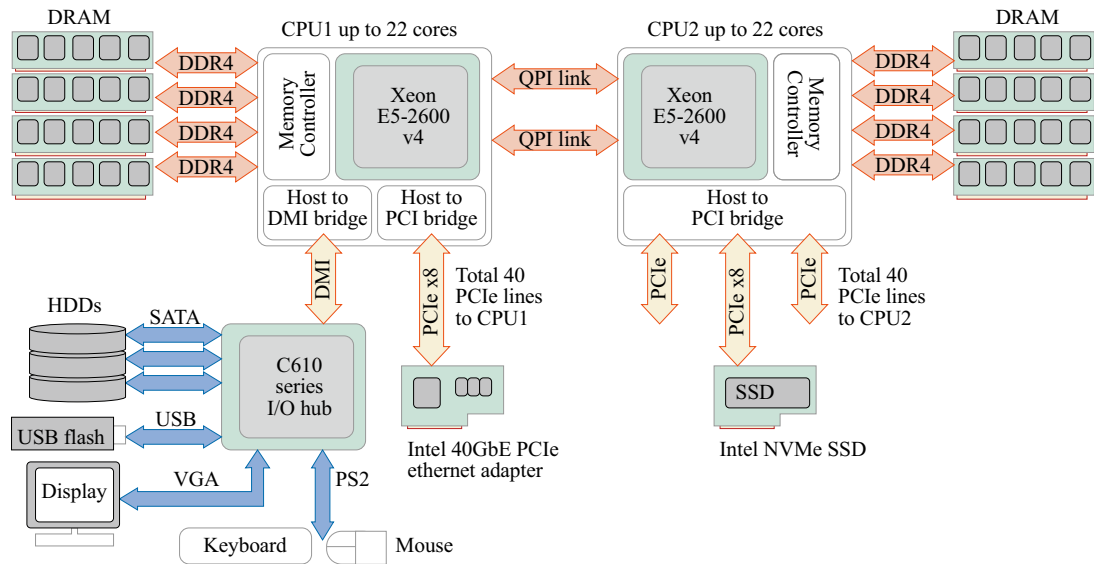 DRAM
CPU1 up to 22 cores
CPU2 up to 22 cores
DRAM
DDR4
DDR4
DDR4
DDR4
Memory
Controller
Xeon
E5-2600
v4
QPI link
QPI link
Xeon
E5-2600
v4
Memory
Controller
DDR4
DDR4
DDR4
DDR4
Host to
DMI bridge
Host to
PCI bridge
Host to
PCI bridge
DMI
PCIe x8
Total 40
PCIe lines
to CPU1
PCIe
PCIe x8
PCIe
Total 40
PCIe lines
to CPU2
HDDs
SATA
C610
series
I/O hub
SSD
USB flash
USB
Intel 40GbE PCIe
ethernet adapter
Intel NVMe SSD
Display
VGA
PS2
Keyboard
Mouse